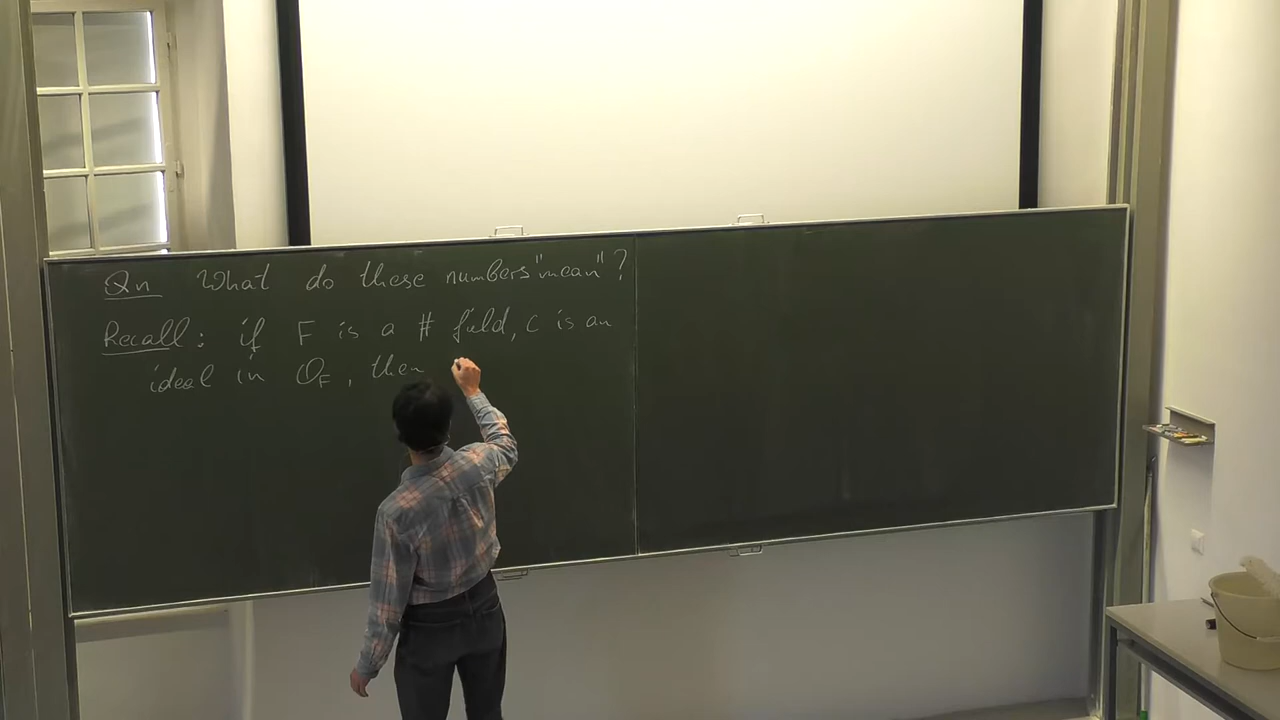 Qn What do these numbers "mean"?
Recall: if F is a # field, c is an
ideal in O_F, then